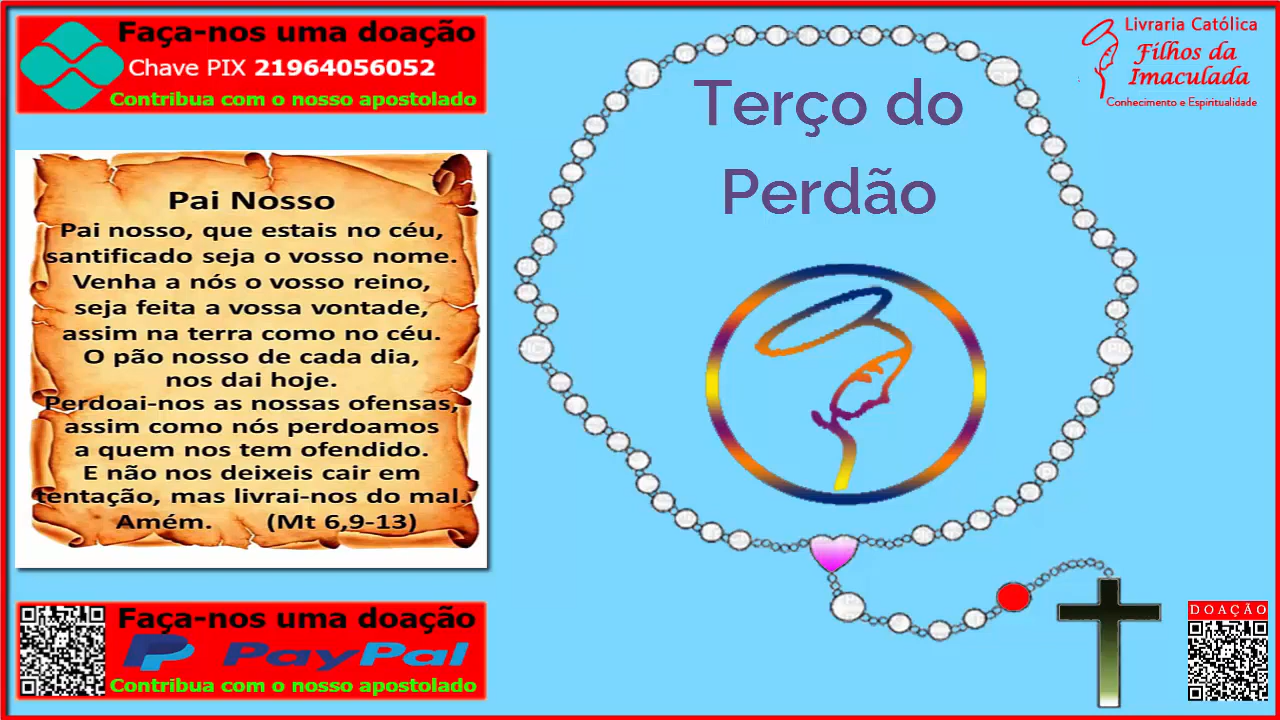 Faça-nos uma doação
Chave PIX 21964056052
Contribua com o nosso apostolado
Pai Nosso
Pai nosso, que estais no céu,
santificado seja o vosso nome.
Venha a nós o vosso reino,
seja feita a vossa vontade,
assim na terra como no céu.
O pão nosso de cada dia,
nos dai hoje.
Perdoai-nos as nossas ofensas,
assim como nós perdoamos
a quem nos tem ofendido.
E não nos deixeis cair em
tentação, mas livrai-nos do mal.
Amém. (Mt 6,9-13)
Faça-nos uma doação
PayPal
Contribua com o nosso apostolado
Terço do
Perdão
Livraria Católica
Filhos da
Imaculada
Conhecimento e Espiritualidade
DOAÇÃO